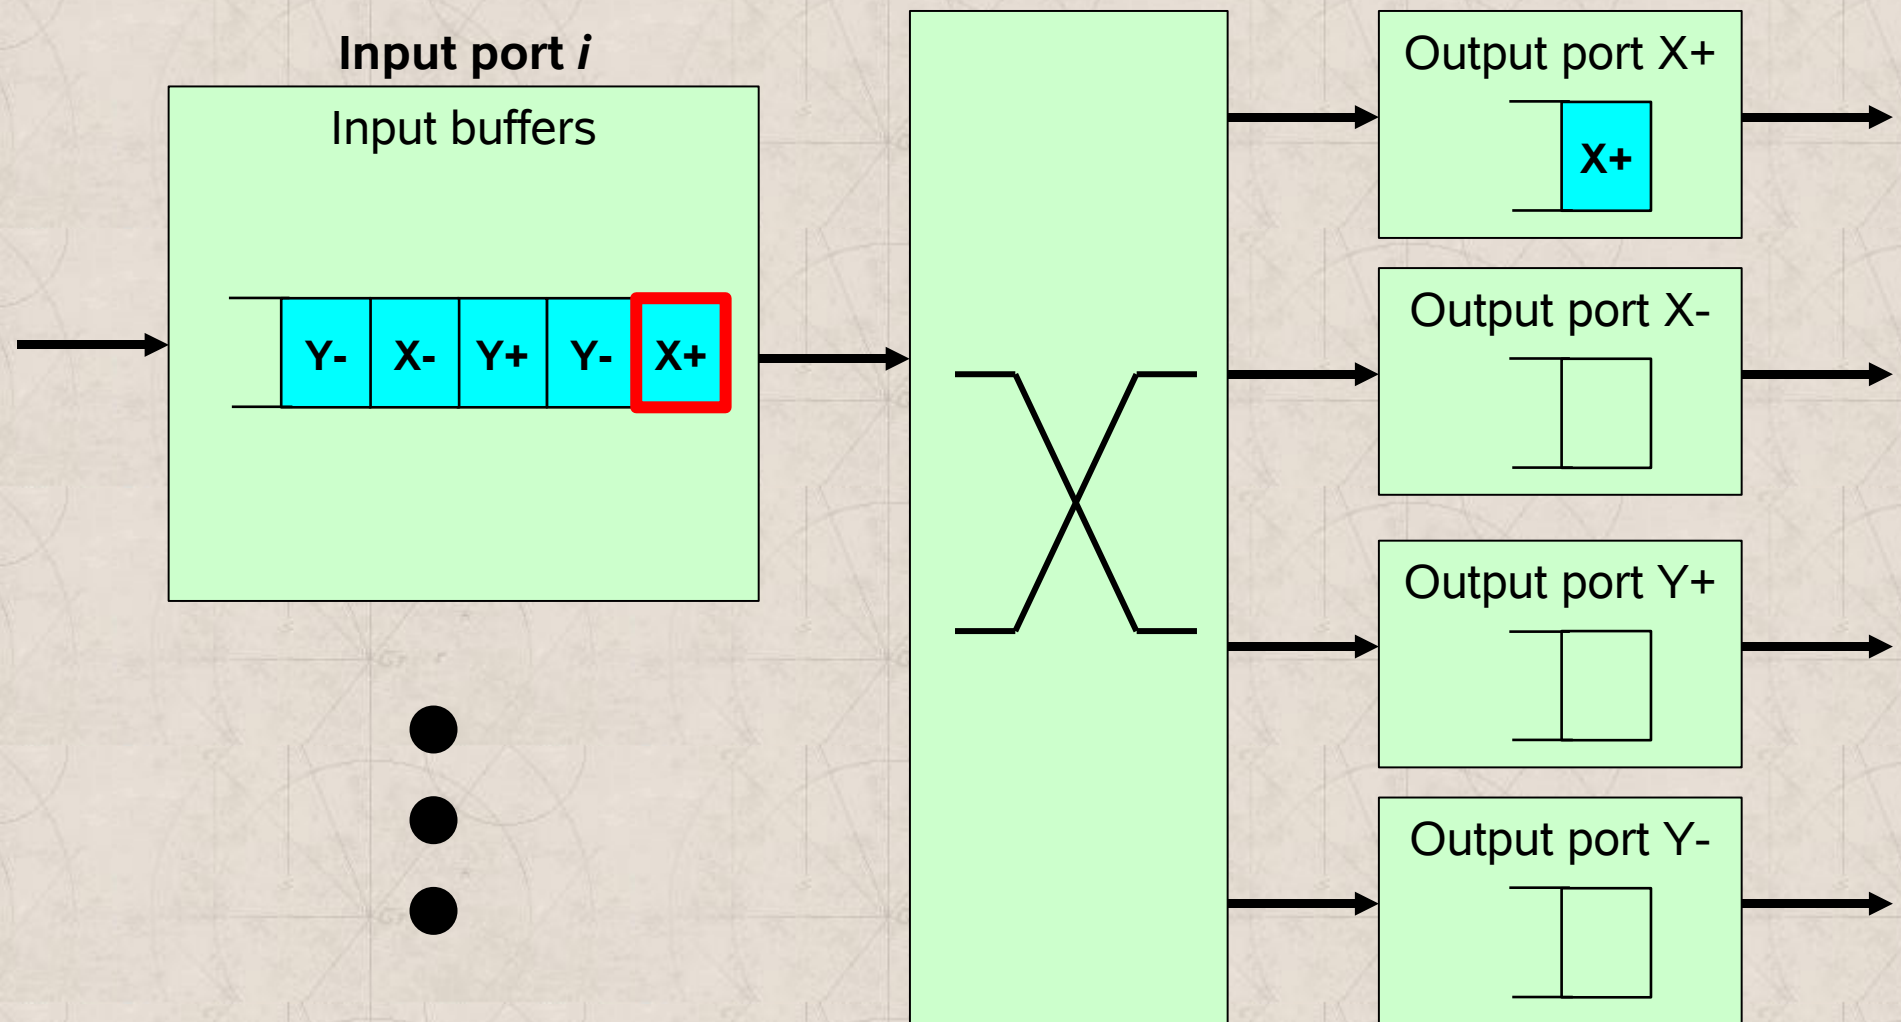 Input port i
Input buffers
Y- X- Y+ Y- X+
Output port X+
X+
Output port X-
Output port Y+
Output port Y-